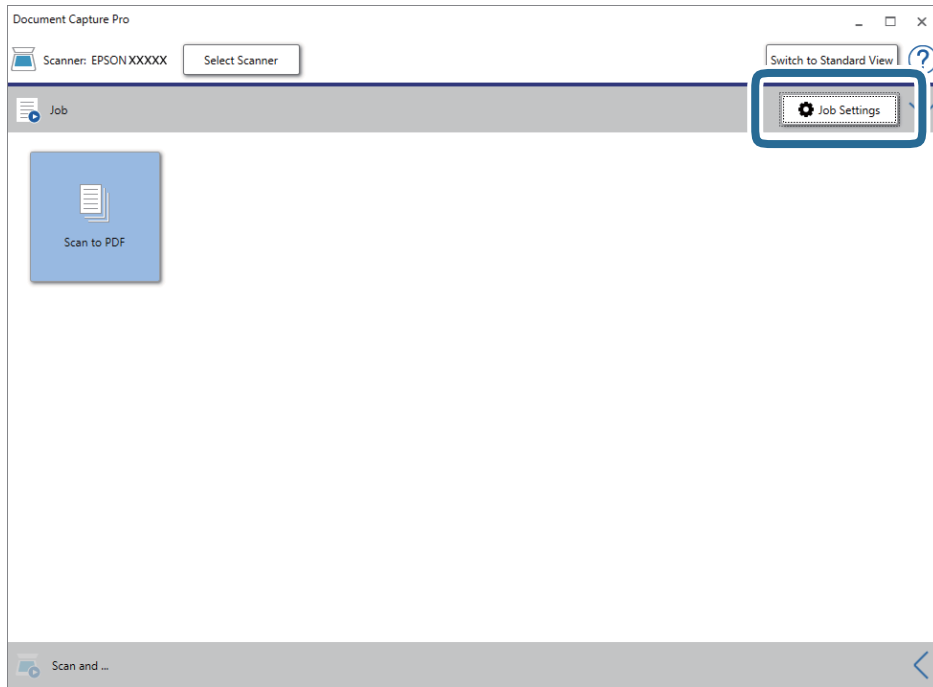 Document Capture Pro
Scanner: EPSON XXXXX Select Scanner Switch to Standard View ?
Job Job Settings
Scan to PDF
Scan and ...